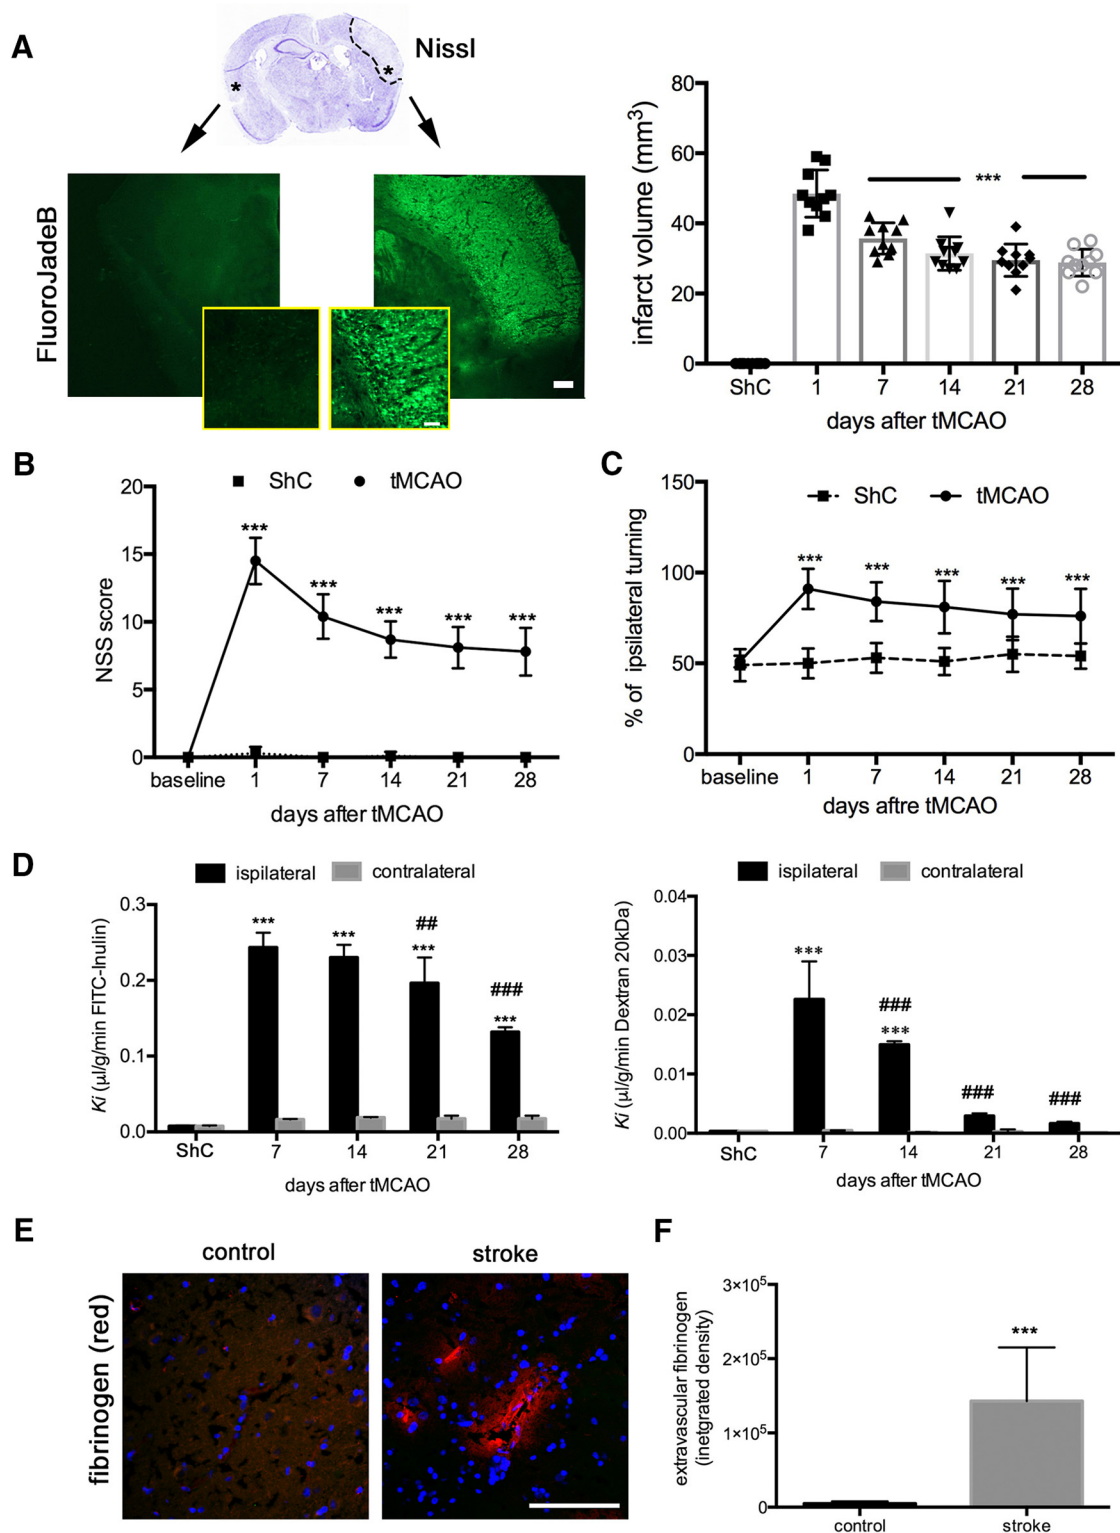 A
Nissl
*
*
FluoroJadeB
infarct volume (mm³)
80
60
40
20
0
***
ShC 1 7 14 21 28
days after tMCAO
B
ShC tMCAO
NSS score
20
15
10
5
0
*** *** *** *** ***
baseline 1 7 14 21 28
days after tMCAO
C
ShC tMCAO
% of ipsilateral turning
150
100
50
0
*** *** *** *** ***
baseline 1 7 14 21 28
days aftre tMCAO
D
ispilateral contralateral
Ki (µl/g/min FITC-Inulin)
0.3
0.2
0.1
0.0
## ###
*** *** *** ***
ShC 7 14 21 28
days after tMCAO
ispilateral contralateral
Ki (µl/g/min Dextran 20kDa)
0.04
0.03
0.02
0.01
0.00
### ### ###
*** ***
ShC 7 14 21 28
days after tMCAO
E
control stroke
fibrinogen (red)
F
extravascular fibrinogen
(inetgrated density)
3×10⁵
2×10⁵
1×10⁵
0
***
control stroke